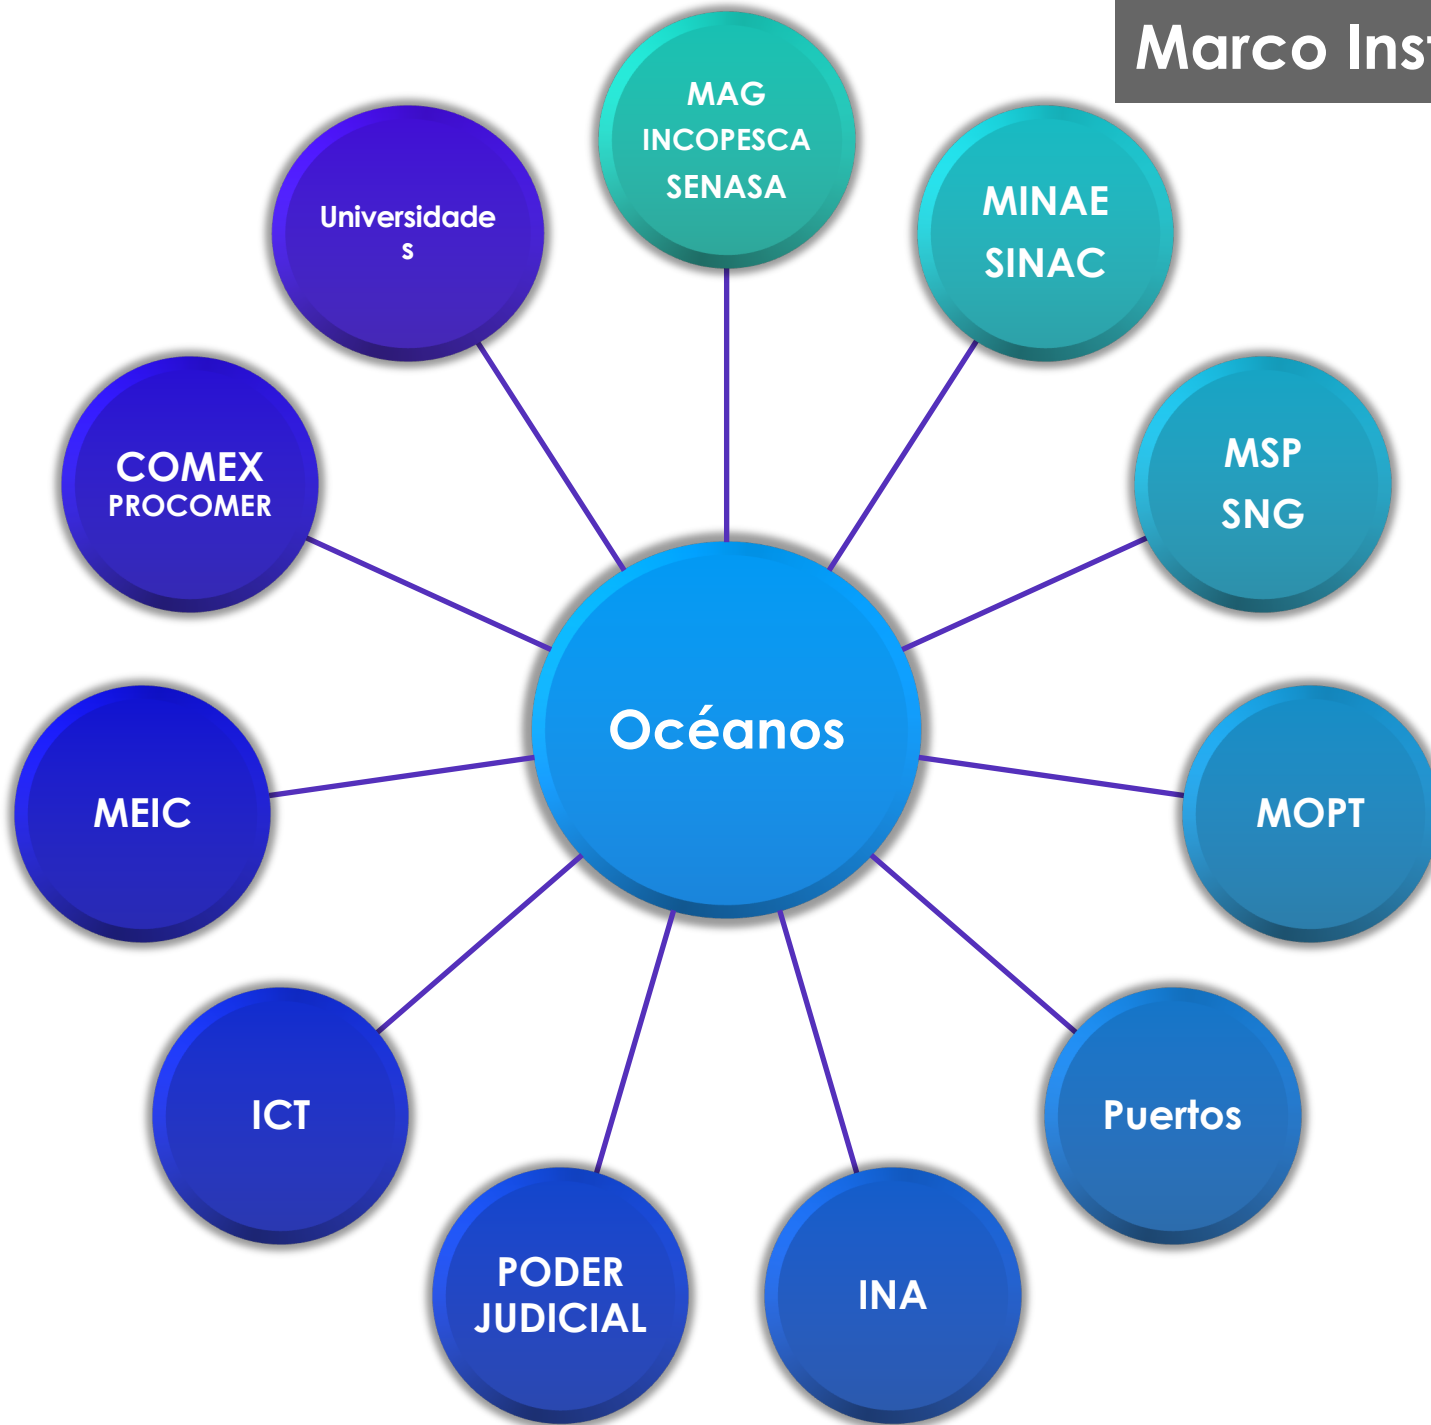 Marco Inst
MAG
INCOPESCA
SENASA
MINAE
SINAC
MSP
SNG
MOPT
Puertos
INA
PODER
JUDICIAL
ICT
MEIC
COMEX
PROCOMER
Universidade
s
Océanos